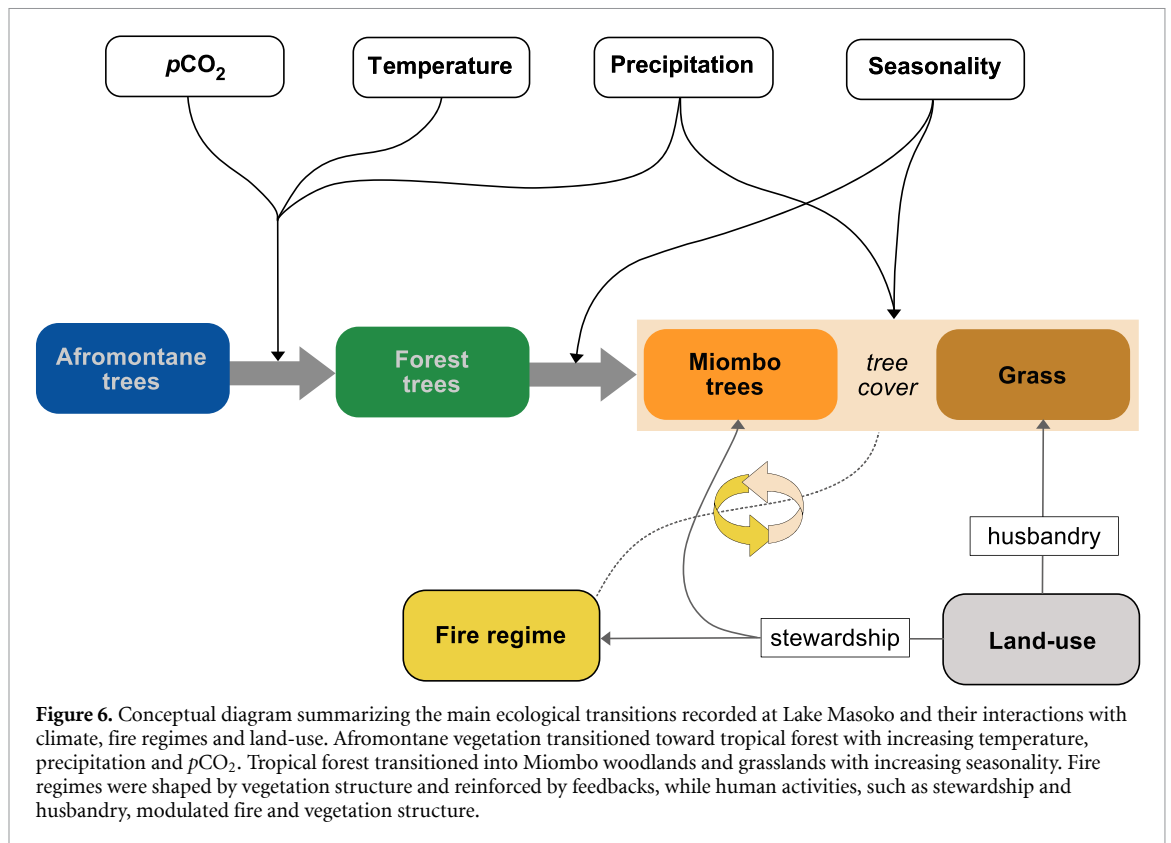 pCO₂
Temperature
Precipitation
Seasonality
Afromontane
trees
Forest
trees
Miombo
trees
tree
cover
Grass
husbandry
Fire regime
stewardship
Land-use
Figure 6. Conceptual diagram summarizing the main ecological transitions recorded at Lake Masoko and their interactions with
climate, fire regimes and land-use. Afromontane vegetation transitioned toward tropical forest with increasing temperature,
precipitation and pCO₂. Tropical forest transitioned into Miombo woodlands and grasslands with increasing seasonality. Fire
regimes were shaped by vegetation structure and reinforced by feedbacks, while human activities, such as stewardship and
husbandry, modulated fire and vegetation structure.